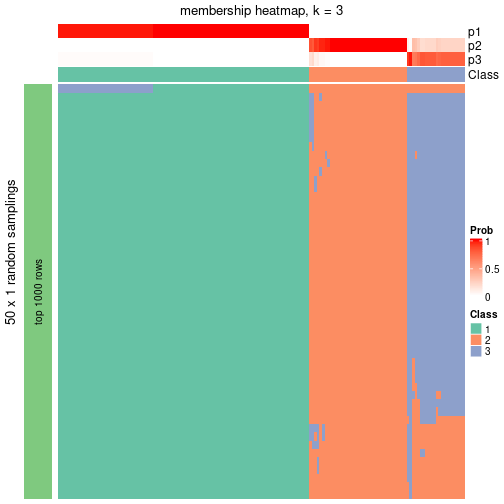 membership heatmap, k = 3
p1
p2
p3
Class
50 x 1 random samplings
top 1000 rows
Prob
1
0.5
0
Class
1
2
3